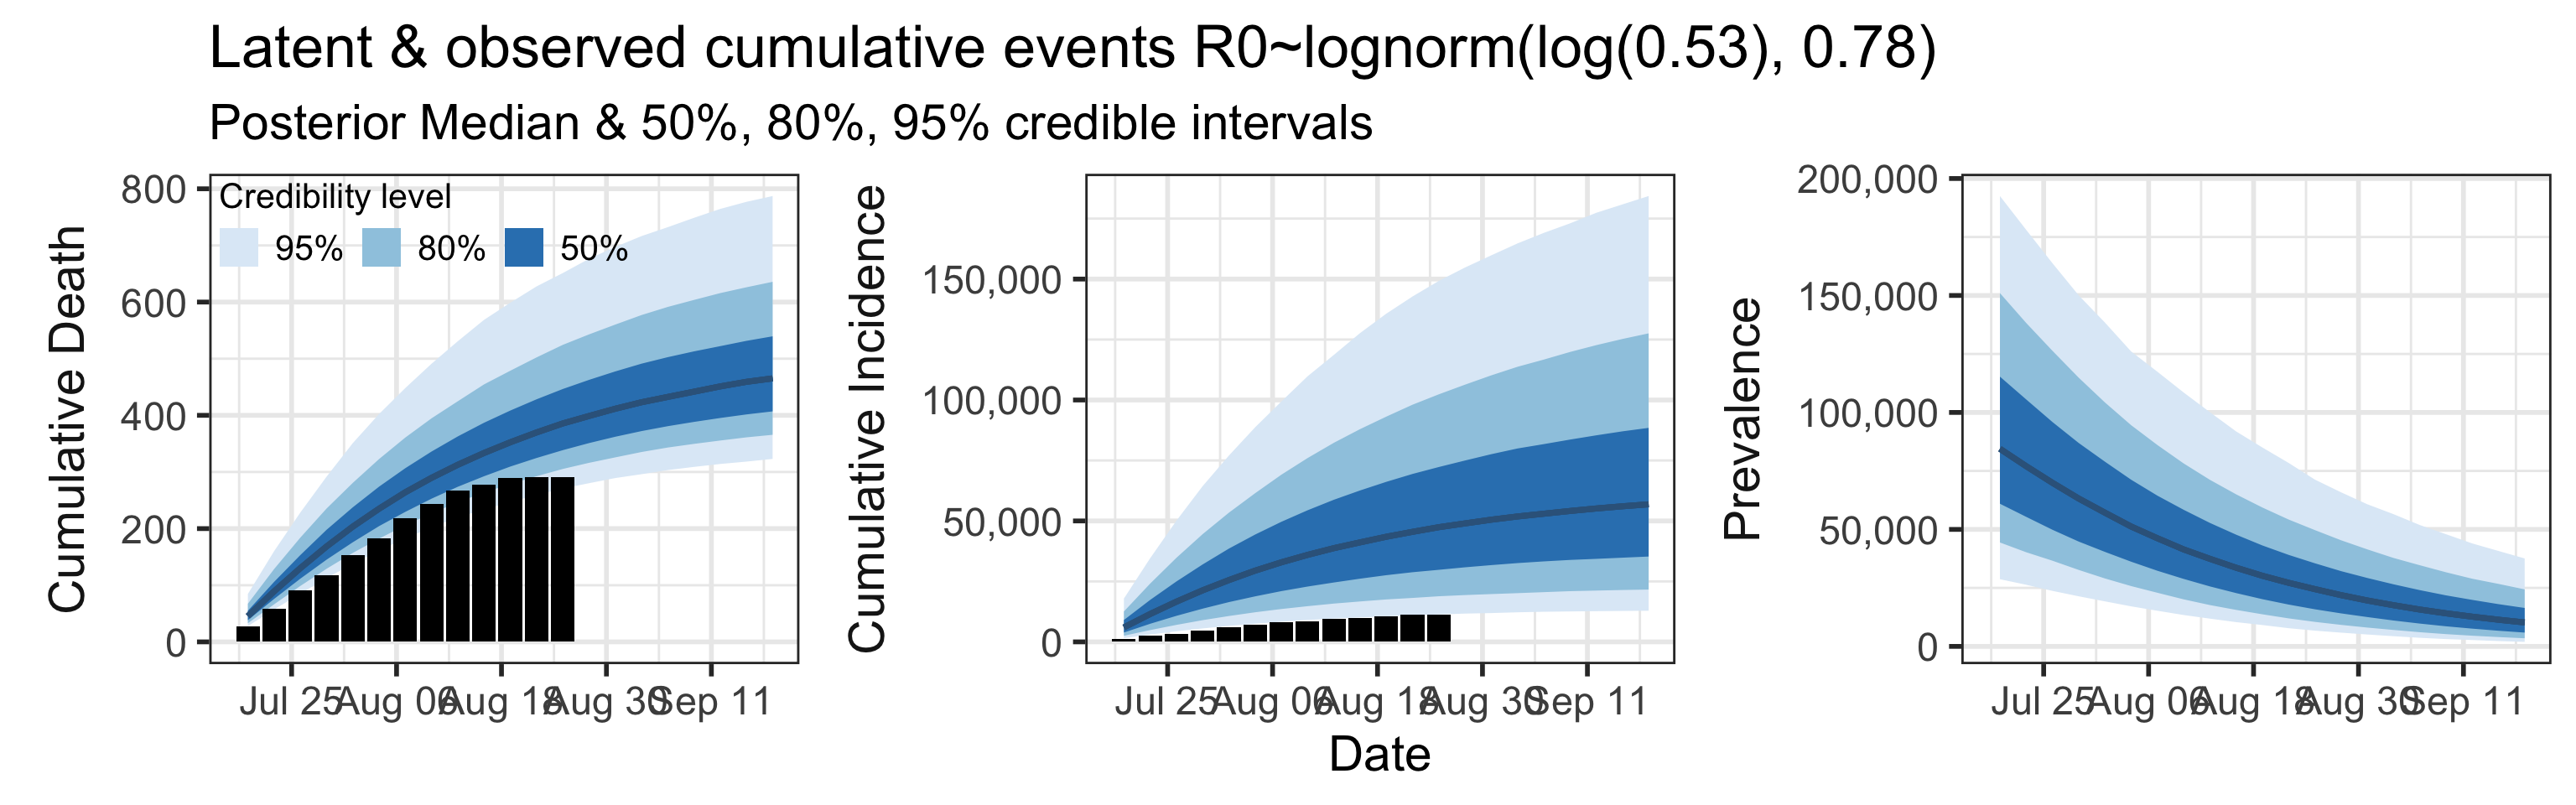 Latent & observed cumulative events R0~lognorm(log(0.53), 0.78)
Posterior Median & 50%, 80%, 95% credible intervals
Cumulative Death
800
600
400
200
0
Credibility level
95% 80% 50%
Jul 25 Aug 06 Aug 18 Aug 30 Sep 11
Cumulative Incidence
150,000
100,000
50,000
0
Jul 25 Aug 06 Aug 18 Aug 30 Sep 11
Prevalence
200,000
150,000
100,000
50,000
0
Jul 25 Aug 06 Aug 18 Aug 30 Sep 11
Date